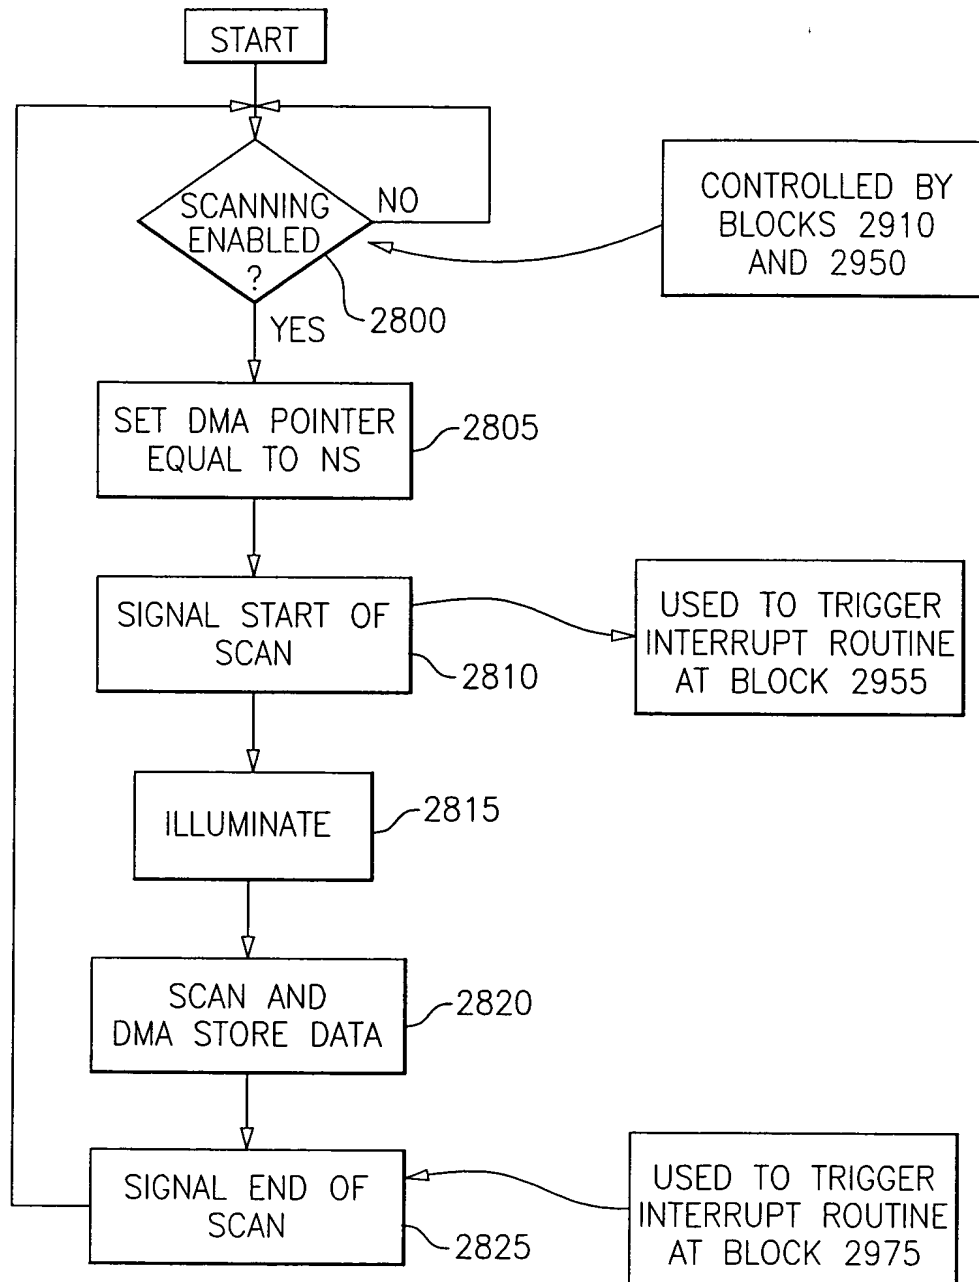 START
SCANNING
ENABLED
?
NO
YES
2800
CONTROLLED BY
BLOCKS 2910
AND 2950
SET DMA POINTER
EQUAL TO NS
2805
SIGNAL START OF
SCAN
2810
USED TO TRIGGER
INTERRUPT ROUTINE
AT BLOCK 2955
ILLUMINATE
2815
SCAN AND
DMA STORE DATA
2820
SIGNAL END OF
SCAN
2825
USED TO TRIGGER
INTERRUPT ROUTINE
AT BLOCK 2975